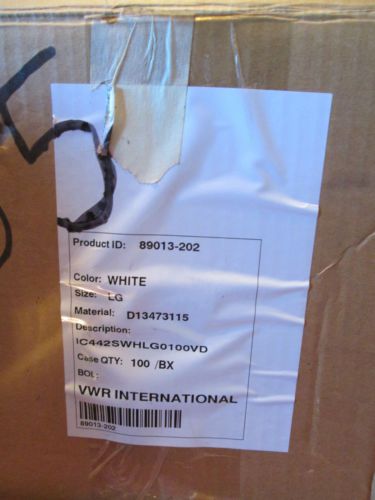 Product ID: 89013-202
Color: WHITE
Size: LG
Material: D13473115
Description:
IC442SWHLG0100VD
Case QTY: 100 /BX
BOL:
VWR INTERNATIONAL
89013-202